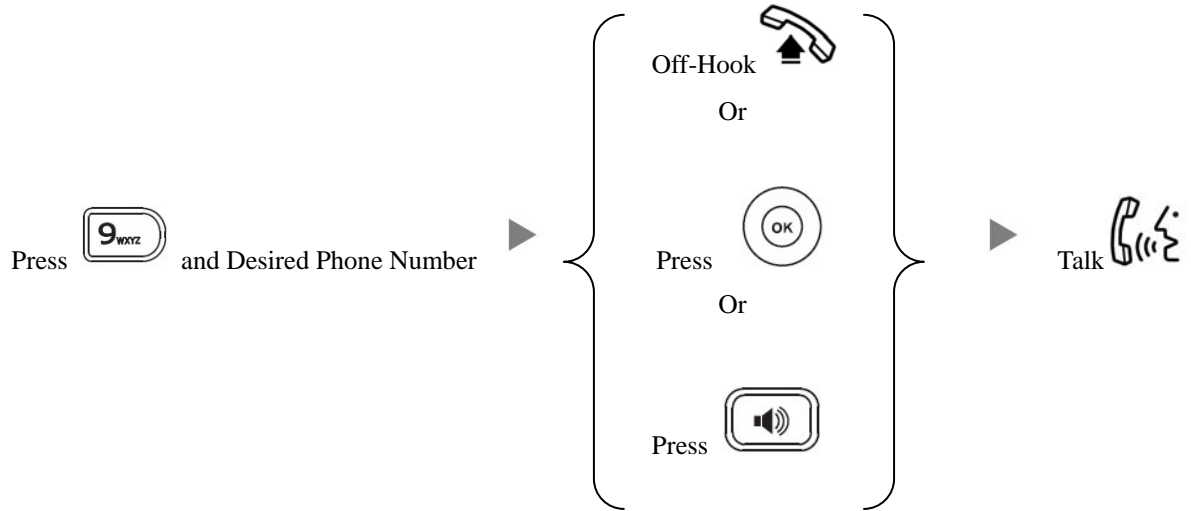 Press 9WXYZ and Desired Phone Number
Off-Hook
Or
Press OK
Or
Press
Talk